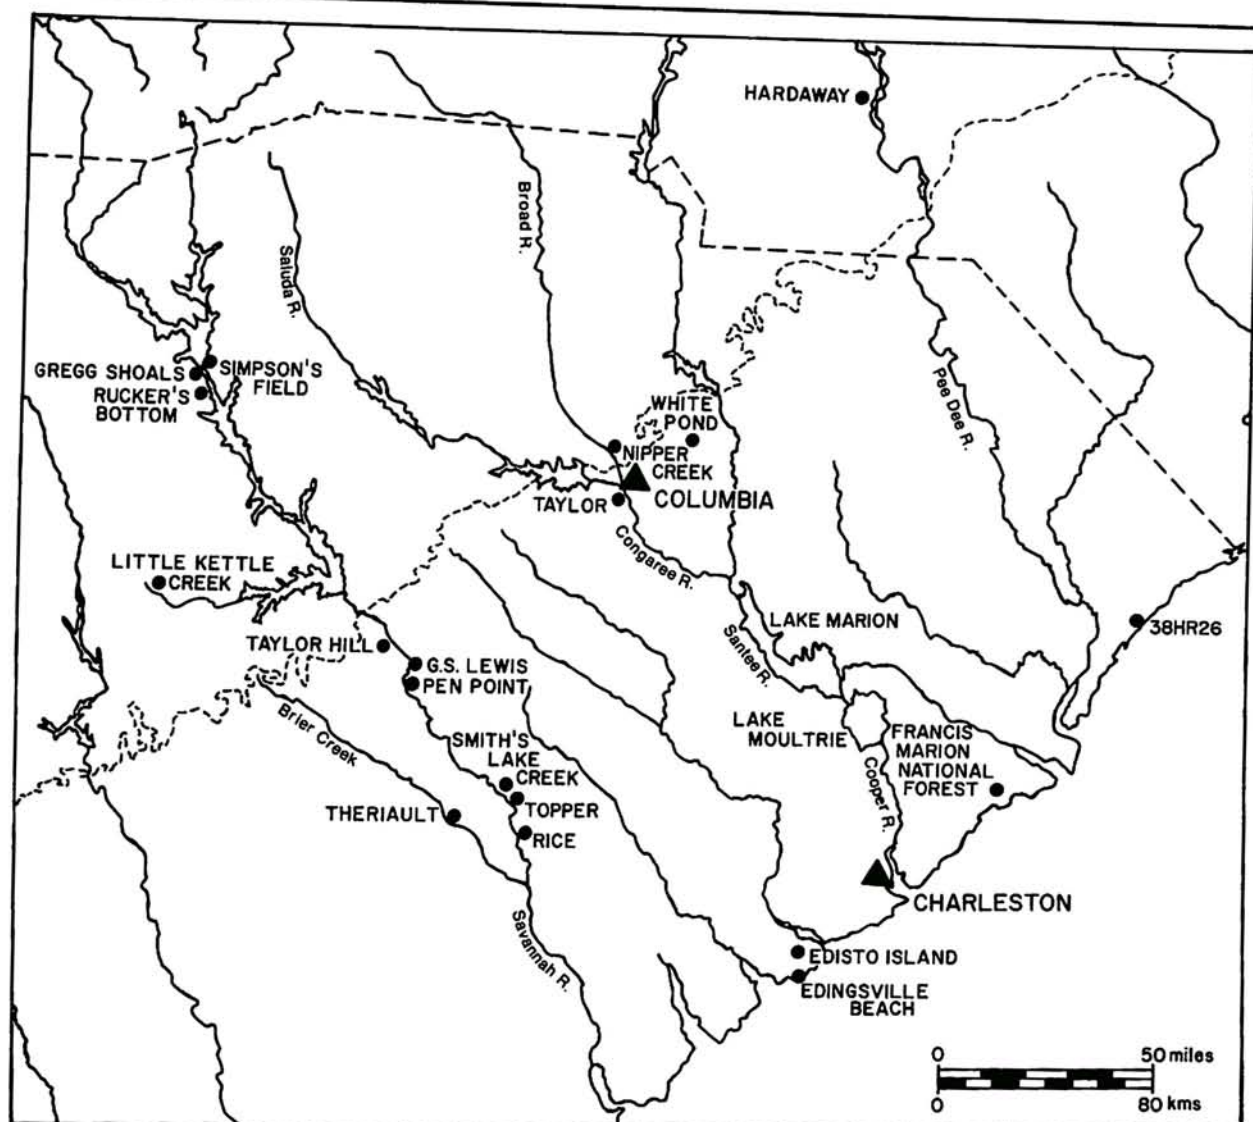 HARDAWAY
Broad R.
Saluda R.
GREGG SHOALS
SIMPSON'S
FIELD
RUCKER'S
BOTTOM
Pee Dee R.
WHITE
POND
NIPPER
CREEK
TAYLOR
COLUMBIA
Congaree R.
LITTLE KETTLE
CREEK
LAKE MARION
38HR26
Santee R.
TAYLOR HILL
G.S. LEWIS
PEN POINT
Brier Creek
LAKE
MOULTRIE
FRANCIS
MARION
NATIONAL
FOREST
SMITH'S
LAKE
CREEK
Cooper R.
THERIAULT
TOPPER
RICE
CHARLESTON
Savannah R.
EDISTO ISLAND
EDINGSVILLE
BEACH
0 50 miles
0 80 kms